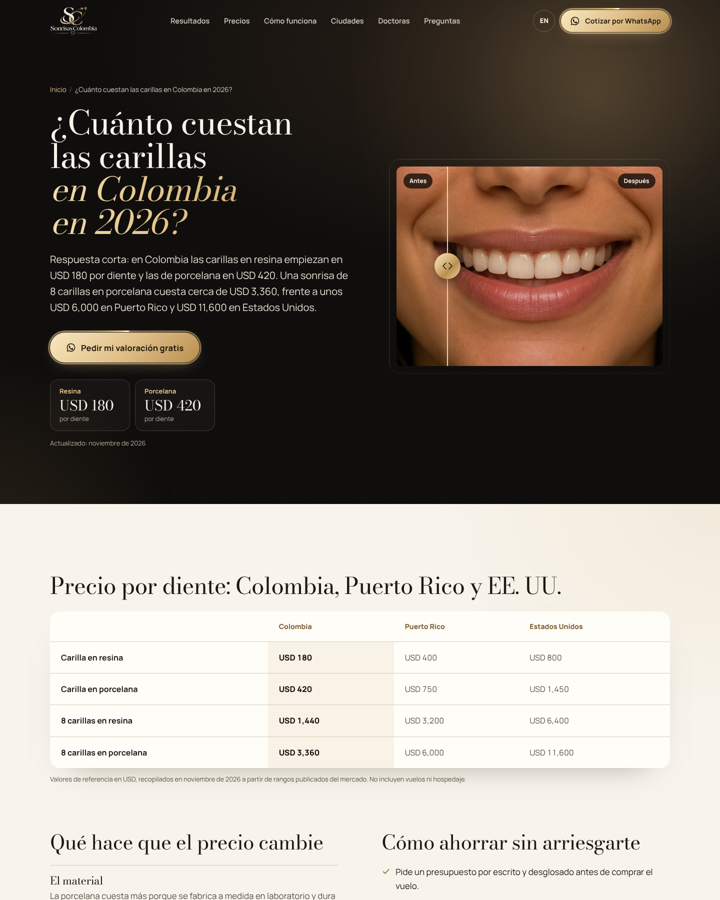 SC
Sonrisas Colombia
Resultados
Precios
Cómo funciona
Ciudades
Doctoras
Preguntas
EN
Cotizar por WhatsApp
Inicio / ¿Cuánto cuestan las carillas en Colombia en 2026?
¿Cuánto cuestan
las carillas
en Colombia
en 2026?
Respuesta corta: en Colombia las carillas en resina empiezan en
USD 180 por diente y las de porcelana en USD 420. Una sonrisa de
8 carillas en porcelana cuesta cerca de USD 3,360, frente a unos
USD 6,000 en Puerto Rico y USD 11,600 en Estados Unidos.
Pedir mi valoración gratis
Resina
USD 180
por diente
Porcelana
USD 420
por diente
Actualizado: noviembre de 2026
Antes
Después
Precio por diente: Colombia, Puerto Rico y EE. UU.
Colombia Puerto Rico Estados Unidos
Carilla en resina USD 180 USD 400 USD 800
Carilla en porcelana USD 420 USD 750 USD 1,450
8 carillas en resina USD 1,440 USD 3,200 USD 6,400
8 carillas en porcelana USD 3,360 USD 6,000 USD 11,600
Valores de referencia en USD, recopilados en noviembre de 2026 a partir de rangos publicados del mercado. No incluyen vuelos ni hospedaje.
Qué hace que el precio cambie
El material
La porcelana cuesta más porque se fabrica a medida en laboratorio y dura
Cómo ahorrar sin arriesgarte
Pide un presupuesto por escrito y desglosado antes de comprar el
vuelo.